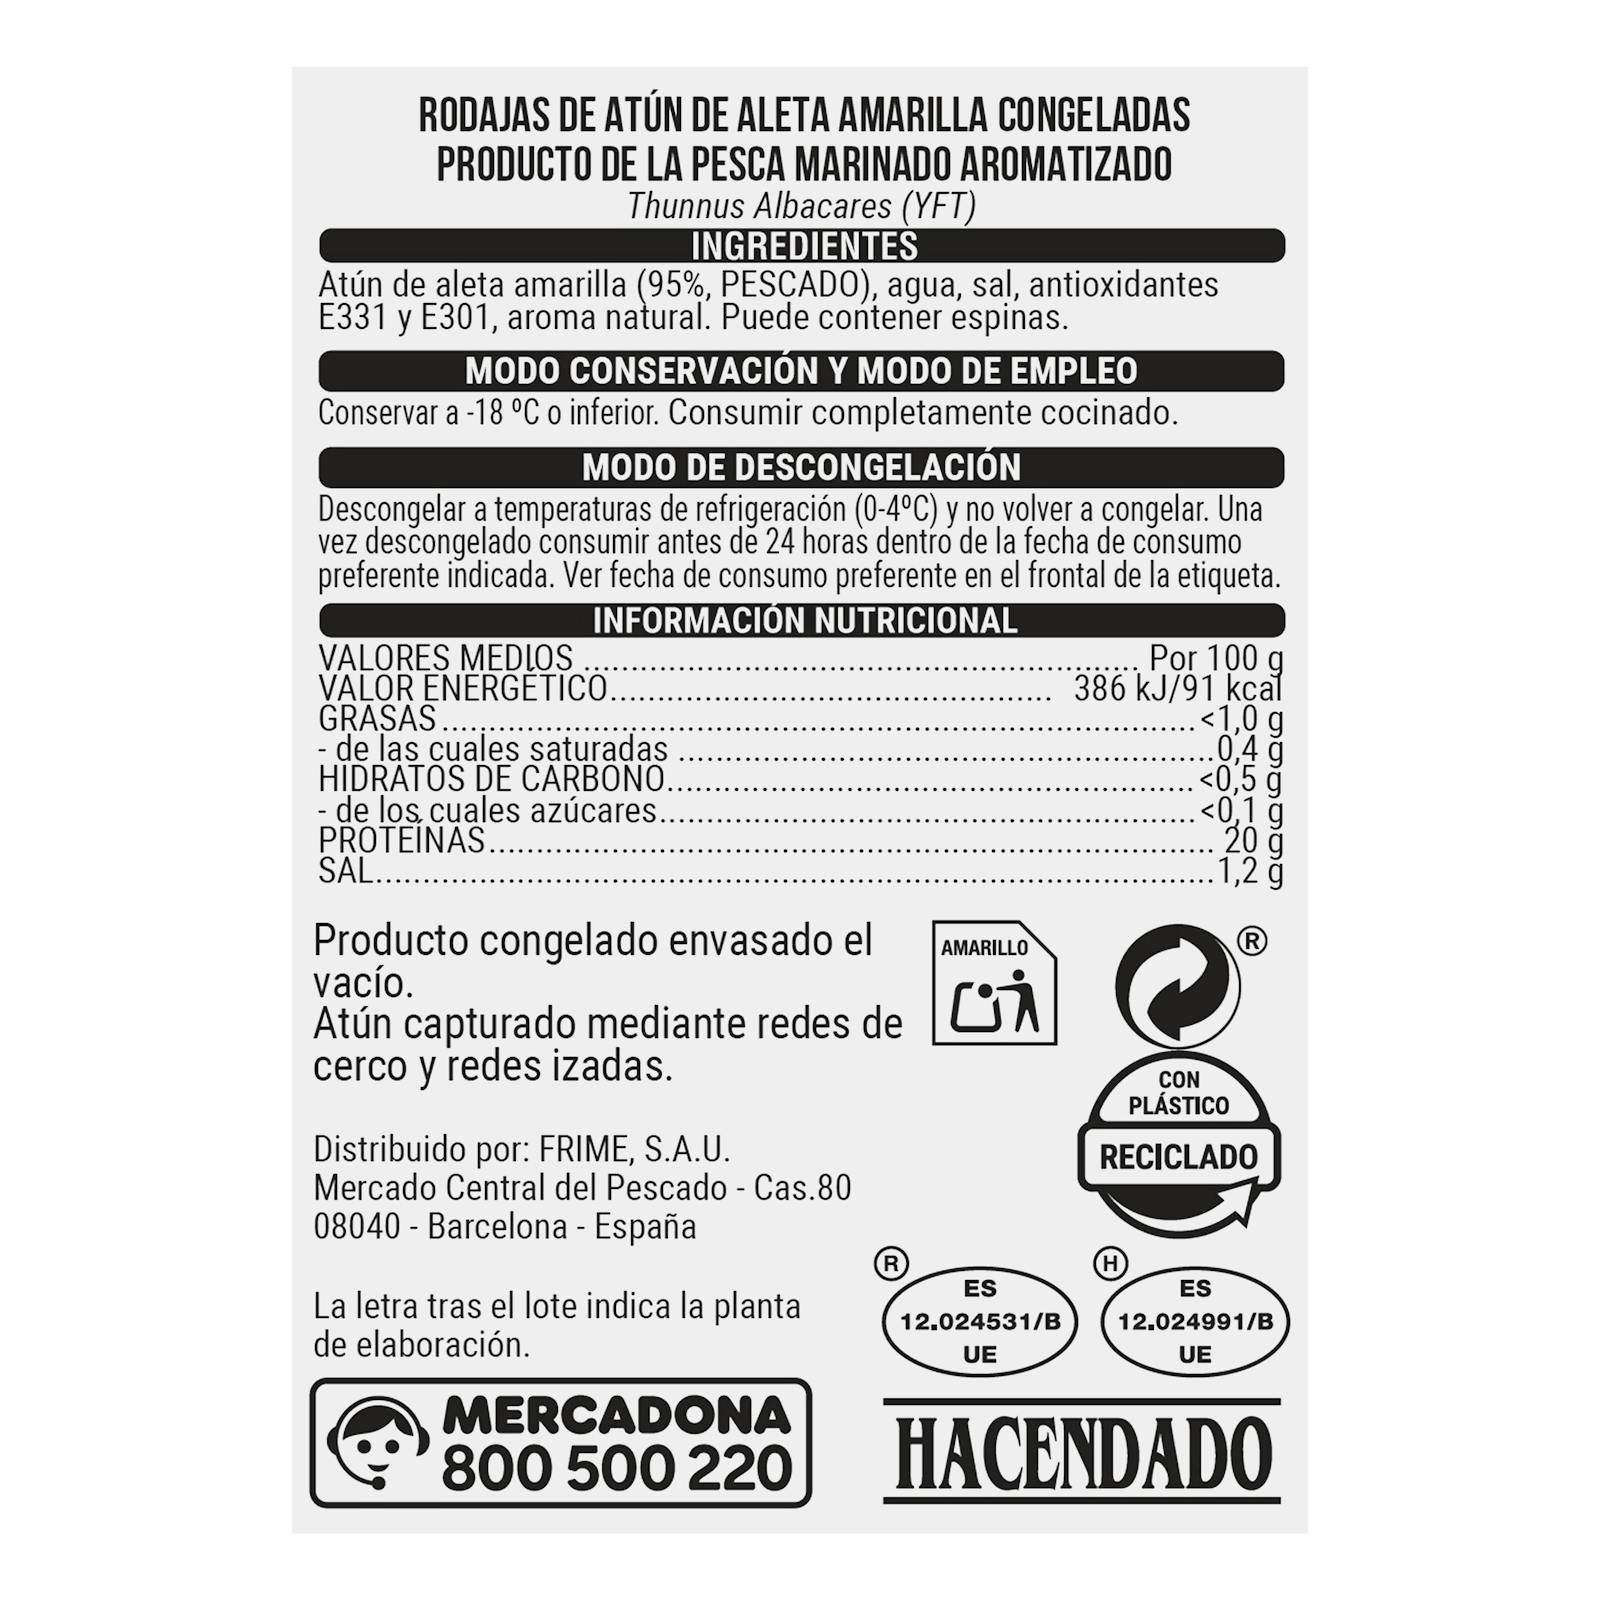 RODAJAS DE ATÚN DE ALETA AMARILLA CONGELADAS
PRODUCTO DE LA PESCA MARINADO AROMATIZADO
Thunnus Albacares (YFT)
INGREDIENTES
Atún de aleta amarilla (95%, PESCADO), agua, sal, antioxidantes
E331 y E301, aroma natural. Puede contener espinas.
MODO CONSERVACIÓN Y MODO DE EMPLEO
Conservar a -18 ºC o inferior. Consumir completamente cocinado.
MODO DE DESCONGELACIÓN
Descongelar a temperaturas de refrigeración (0-4ºC) y no volver a congelar. Una
vez descongelado consumir antes de 24 horas dentro de la fecha de consumo
preferente indicada. Ver fecha de consumo preferente en el frontal de la etiqueta.
INFORMACIÓN NUTRICIONAL
VALORES MEDIOS ... Por 100 g
VALOR ENERGÉTICO... 386 kJ/91 kcal
GRASAS ... <1,0 g
- de las cuales saturadas ... 0,4 g
HIDRATOS DE CARBONO... <0,5 g
- de los cuales azúcares... <0,1 g
PROTEÍNAS... 20 g
SAL... 1,2 g
Producto congelado envasado el
vacío.
Atún capturado mediante redes de
cerco y redes izadas.
AMARILLO
®
CON
PLÁSTICO
RECICLADO
Distribuido por: FRIME, S.A.U.
Mercado Central del Pescado - Cas.80
08040 - Barcelona - España
La letra tras el lote indica la planta
de elaboración.
R
ES
12.024531/B
UE
H
ES
12.024991/B
UE
MERCADONA
800 500 220
HACENDADO